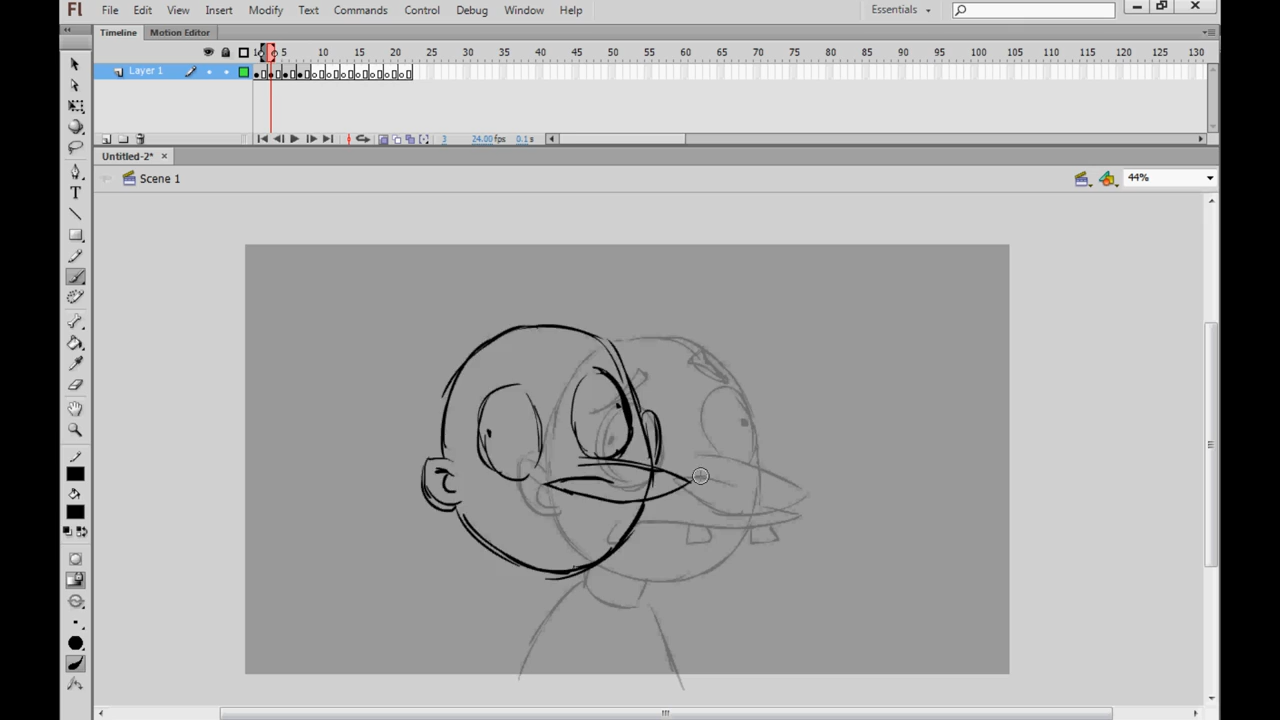 Fl File Edit View Insert Modify Text Commands Control Debug Window Help Essentials
Timeline Motion Editor
5 10 15 20 25 30 35 40 45 50 55 60 65 70 75 80 85 90 95 100 105 110 115 120 125 130
Layer 1
3 24.00 fps 0.1 s
Untitled-2*
Scene 1 44%
T